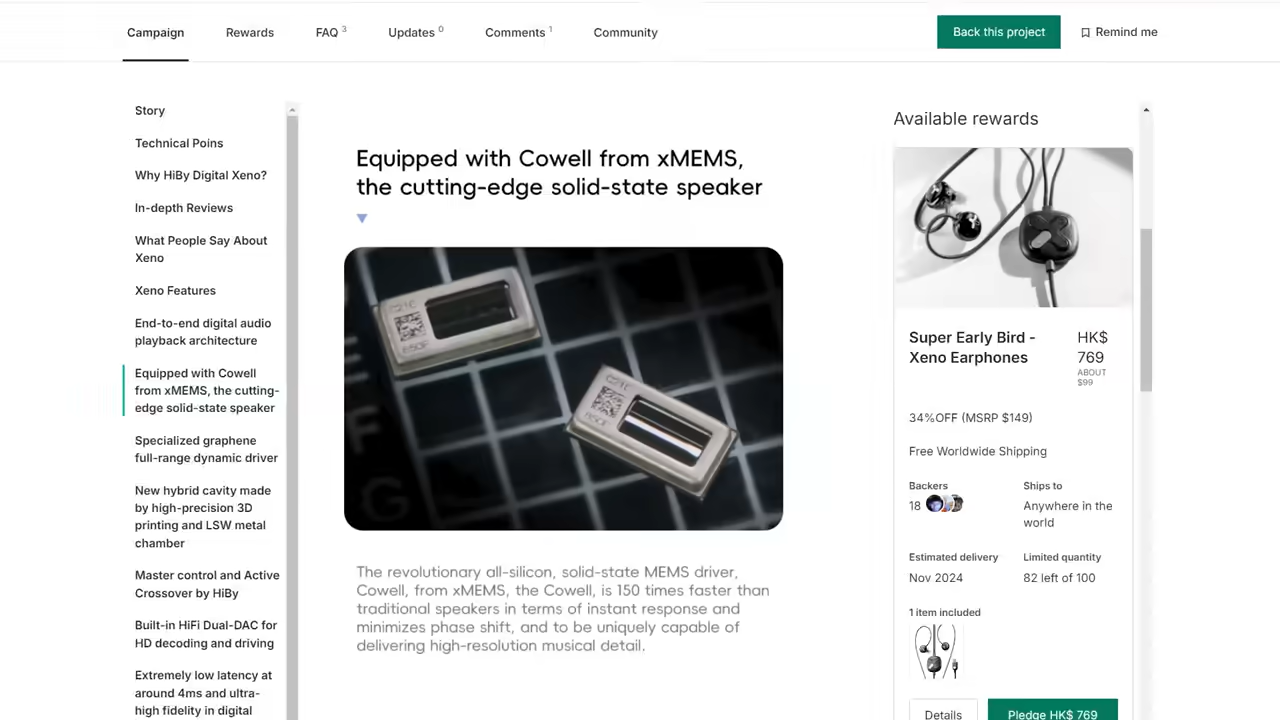 Campaign
Rewards
FAQ 3
Updates 0
Comments 1
Community
Back this project
Remind me
Story
Technical Poins
Why HiBy Digital Xeno?
In-depth Reviews
What People Say About
Xeno
Xeno Features
End-to-end digital audio
playback architecture
Equipped with Cowell
from xMEMS, the cutting-
edge solid-state speaker
Specialized graphene
full-range dynamic driver
New hybrid cavity made
by high-precision 3D
printing and LSW metal
chamber
Master control and Active
Crossover by HiBy
Built-in HiFi Dual-DAC for
HD decoding and driving
Extremely low latency at
around 4ms and ultra-
high fidelity in digital
Equipped with Cowell from xMEMS,
the cutting-edge solid-state speaker
F
G
The revolutionary all-silicon, solid-state MEMS driver,
Cowell, from xMEMS, the Cowell, is 150 times faster than
traditional speakers in terms of instant response and
minimizes phase shift, and to be uniquely capable of
delivering high-resolution musical detail.
Available rewards
Super Early Bird -
Xeno Earphones
HK$
769
ABOUT
$99
34%OFF (MSRP $149)
Free Worldwide Shipping
Backers
18
Ships to
Anywhere in the
world
Estimated delivery
Nov 2024
Limited quantity
82 left of 100
1 item included
Details
Pledge HK$ 769